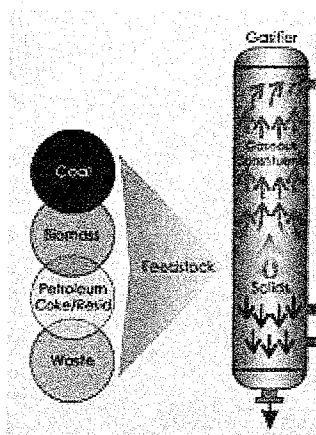 Gasifier
Coal
Biomass
Petroleum
Coke/Resid
Waste
Feedstock
Gaseous
Constituents
Solids